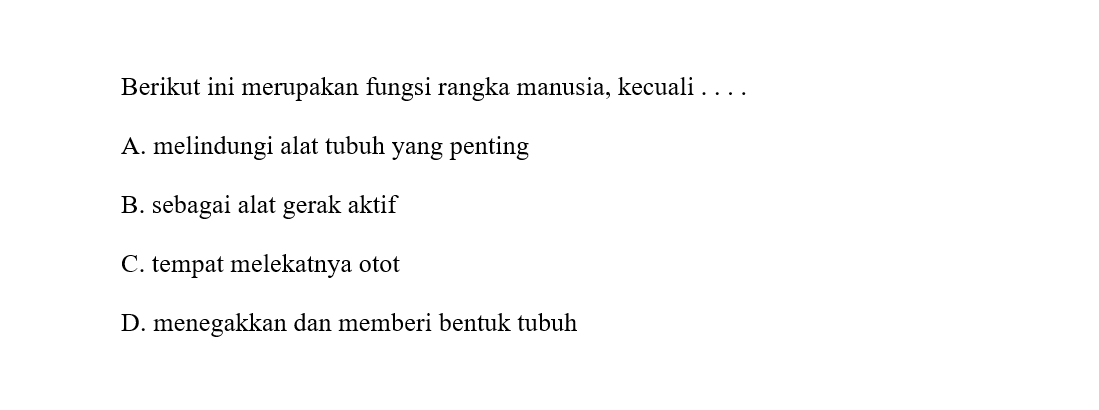 Berikut ini merupakan fungsi rangka manusia, kecuali . . . .
A. melindungi alat tubuh yang penting
B. sebagai alat gerak aktif
C. tempat melekatnya otot
D. menegakkan dan memberi bentuk tubuh